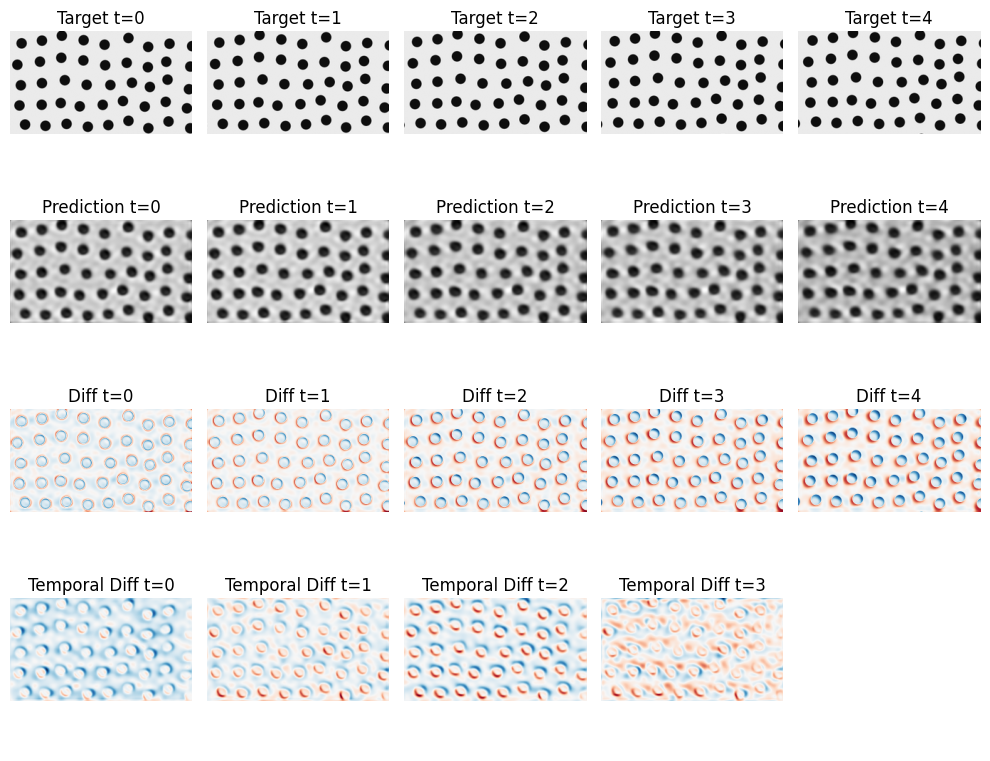 Target t=0 Target t=1 Target t=2 Target t=3 Target t=4
Prediction t=0 Prediction t=1 Prediction t=2 Prediction t=3 Prediction t=4
Diff t=0 Diff t=1 Diff t=2 Diff t=3 Diff t=4
Temporal Diff t=0 Temporal Diff t=1 Temporal Diff t=2 Temporal Diff t=3